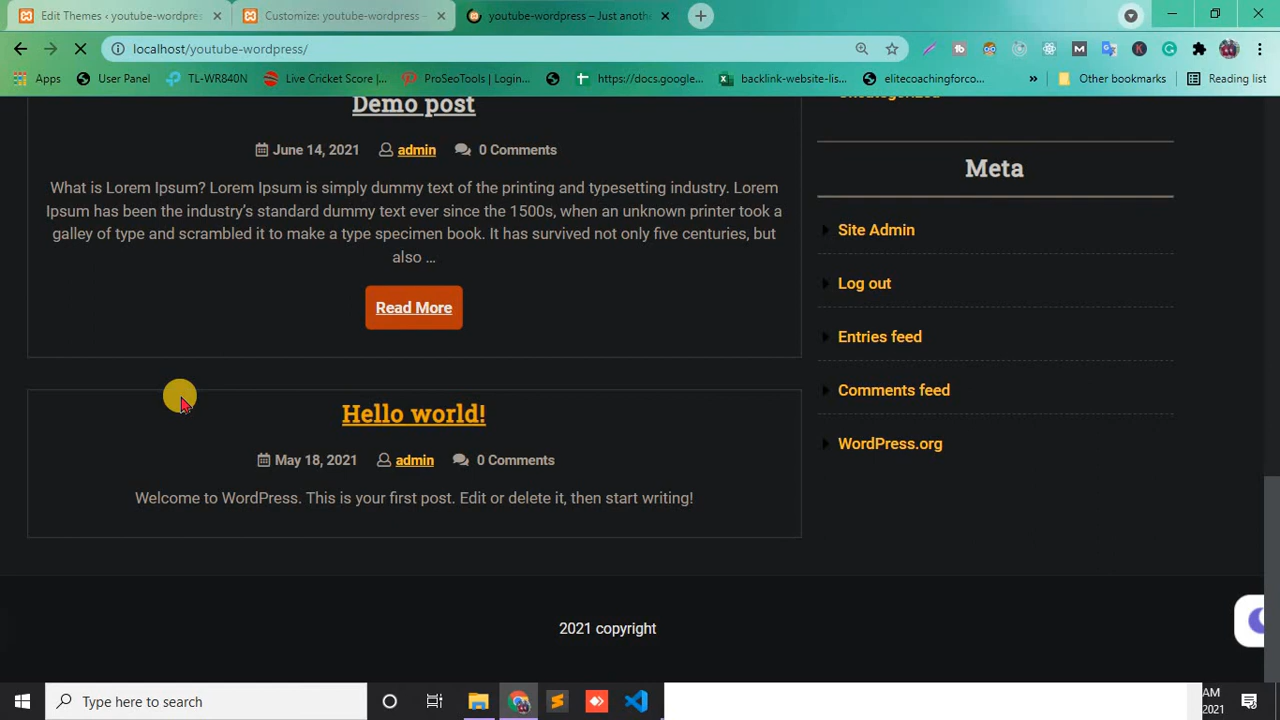 Edit Themes ‹ youtube-wordpres
Customize: youtube-wordpress –
youtube-wordpress – Just anoth
localhost/youtube-wordpress/
Apps
User Panel
TL-WR840N
Live Cricket Score |...
ProSeoTools | Login...
https://docs.google...
backlink-website-lis...
elitecoachingforco...
»
Other bookmarks
Reading list
Demo post
June 14, 2021 admin 0 Comments
What is Lorem Ipsum? Lorem Ipsum is simply dummy text of the printing and typesetting industry. Lorem
Ipsum has been the industry's standard dummy text ever since the 1500s, when an unknown printer took a
galley of type and scrambled it to make a type specimen book. It has survived not only five centuries, but
also …
Read More
Hello world!
May 18, 2021 admin 0 Comments
Welcome to WordPress. This is your first post. Edit or delete it, then start writing!
Uncategorized
Meta
Site Admin
Log out
Entries feed
Comments feed
WordPress.org
2021 copyright
Type here to search
AM
2021